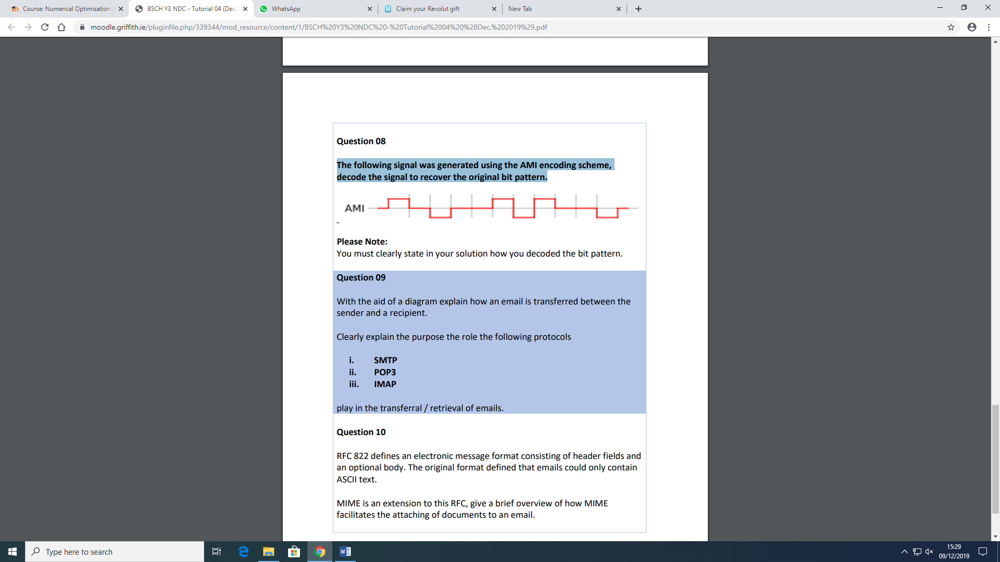 Course: Numerical Optimisation
BSCH Y3 NDC - Tutorial 04 (Dec.
WhatsApp
Claim your Revolut gift
New Tab
moodle.griffith.ie/pluginfile.php/339344/mod_resource/content/1/BSCH%20Y3%20NDC%20-%20Tutorial%2004%20%28Dec.%202019%29.pdf
Question 08
The following signal was generated using the AMI encoding scheme,
decode the signal to recover the original bit pattern.
AMI
Please Note:
You must clearly state in your solution how you decoded the bit pattern.
Question 09
With the aid of a diagram explain how an email is transferred between the
sender and a recipient.
Clearly explain the purpose the role the following protocols
i. SMTP
ii. POP3
iii. IMAP
play in the transferral / retrieval of emails.
Question 10
RFC 822 defines an electronic message format consisting of header fields and
an optional body. The original format defined that emails could only contain
ASCII text.
MIME is an extension to this RFC, give a brief overview of how MIME
facilitates the attaching of documents to an email.
Type here to search
15:29
09/12/2019